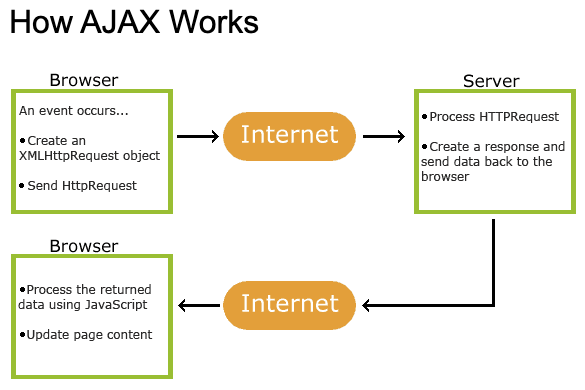 How AJAX Works
Browser
An event occurs...
•Create an
XMLHttpRequest object
• Send HttpRequest
Internet
Server
•Process HTTPRequest
•Create a response and
send data back to the
browser
Browser
•Process the returned
data using JavaScript
•Update page content
Internet